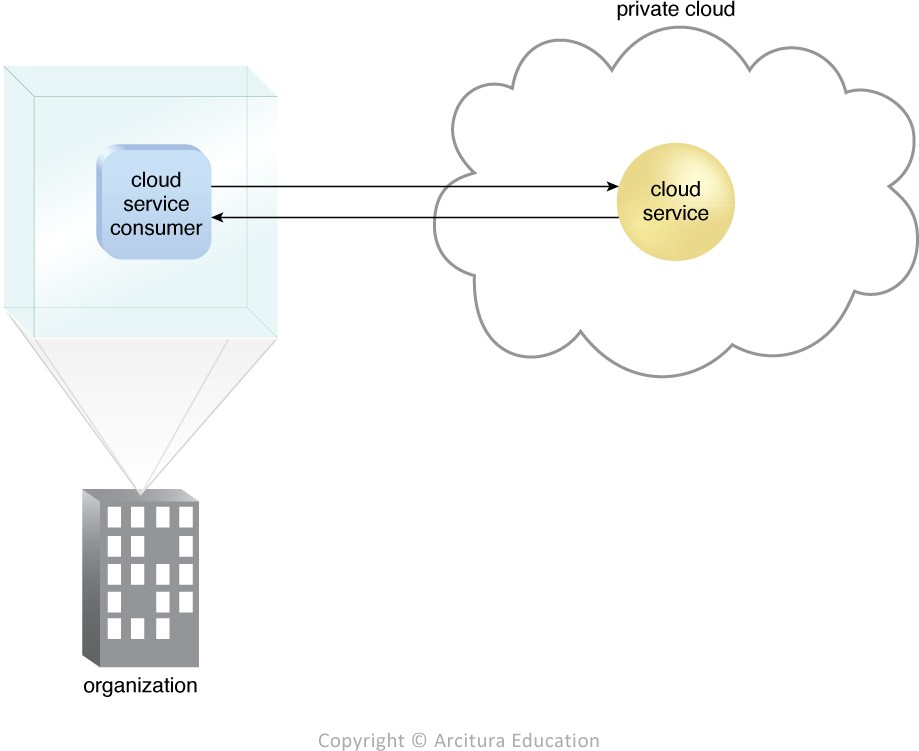 private cloud
cloud
service
consumer
cloud
service
organization
Copyright © Arcitura Education